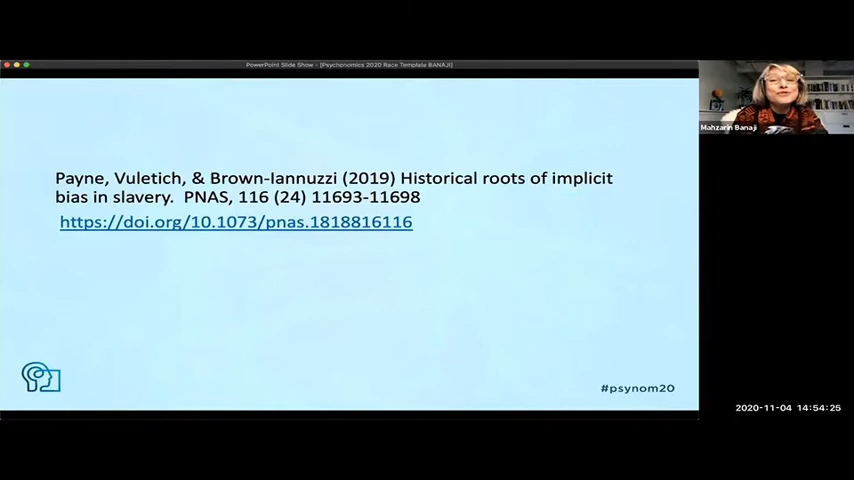 PowerPoint Slide Show - [Psychonomics 2020 Race Template BANAJI]
Mahzarin Banaji
Payne, Vuletich, & Brown-Iannuzzi (2019) Historical roots of implicit
bias in slavery. PNAS, 116 (24) 11693-11698
https://doi.org/10.1073/pnas.1818816116
#psynom20
2020-11-04 14:54:25